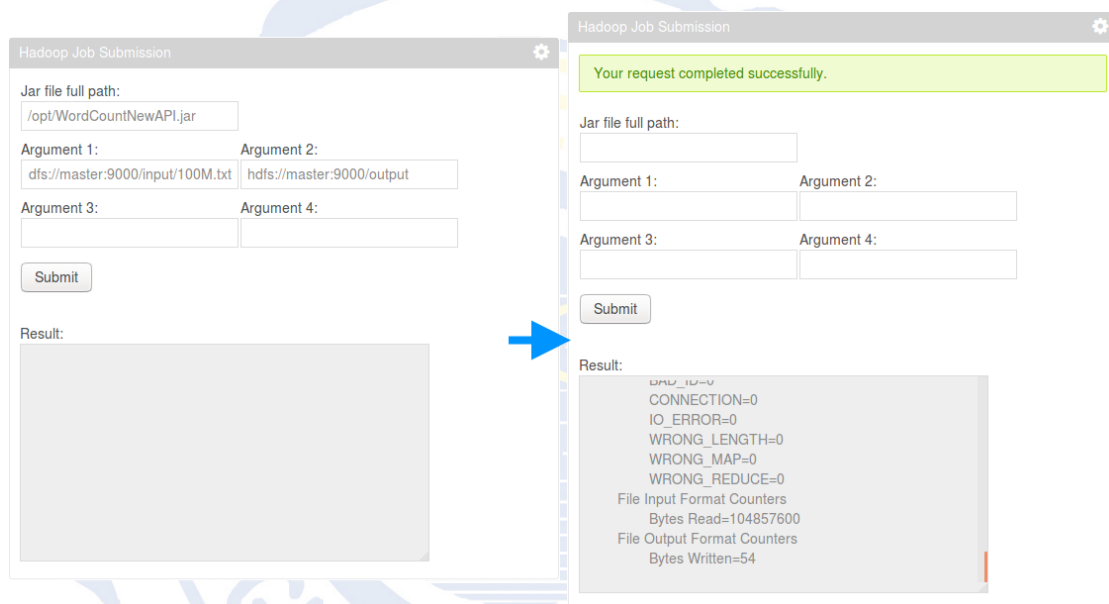 Hadoop Job Submission
Jar file full path:
/opt/WordCountNewAPI.jar
Argument 1: Argument 2:
dfs://master:9000/input/100M.txt hdfs://master:9000/output
Argument 3: Argument 4:
Submit
Result:
Hadoop Job Submission
Your request completed successfully.
Jar file full path:
Argument 1: Argument 2:
Argument 3: Argument 4:
Submit
Result:
BAD_ID=0
CONNECTION=0
IO_ERROR=0
WRONG_LENGTH=0
WRONG_MAP=0
WRONG_REDUCE=0
File Input Format Counters
Bytes Read=104857600
File Output Format Counters
Bytes Written=54